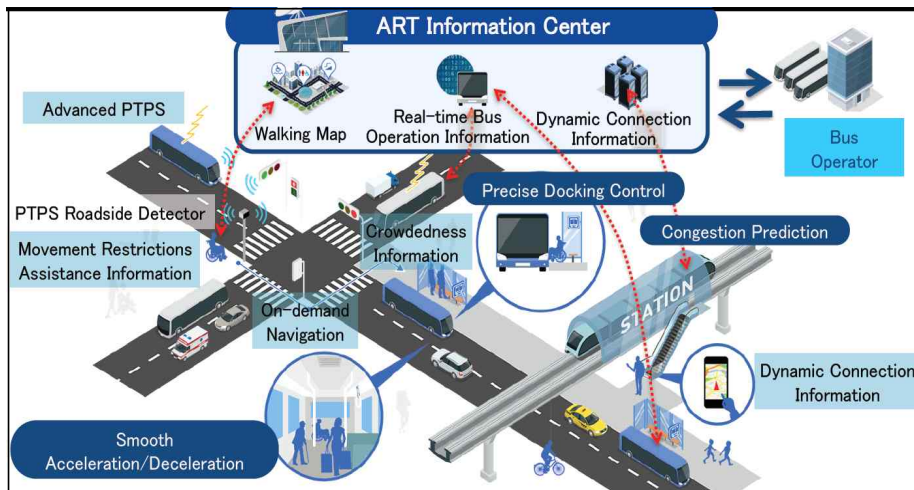 ART Information Center
Walking Map
Real-time Bus
Operation Information
Dynamic Connection
Information
Bus
Operator
Advanced PTPS
PTPS Roadside Detector
Movement Restrictions
Assistance Information
Crowdedness
Information
Precise Docking Control
Congestion Prediction
On-demand
Navigation
STATION
Dynamic Connection
Information
Smooth
Acceleration/Deceleration